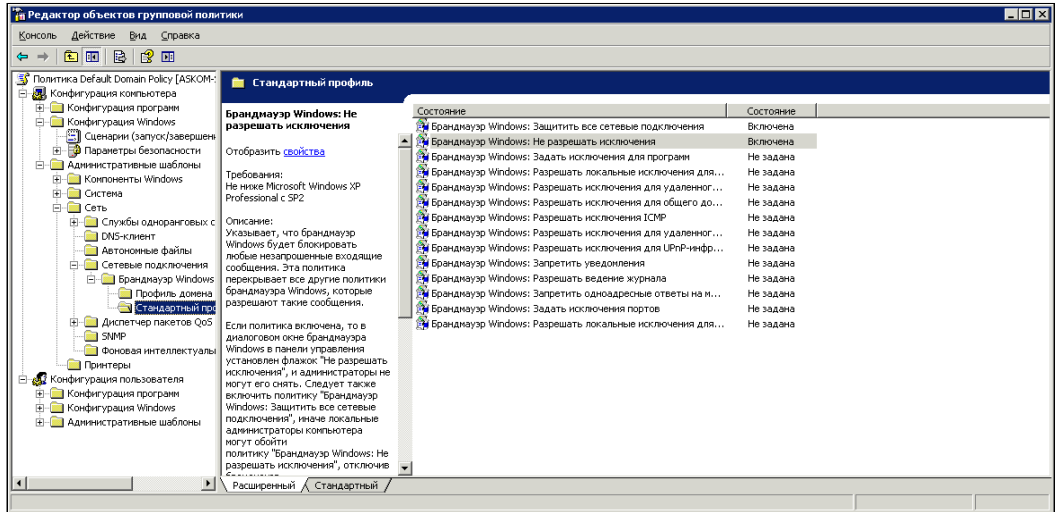 Редактор объектов групповой политики
Консоль Действие Вид Справка
Политика Default Domain Policy [ASKOM-
Конфигурация компьютера
Конфигурация программ
Конфигурация Windows
Сценарии (запуск/завершен
Параметры безопасности
Административные шаблоны
Компоненты Windows
Система
Сеть
Службы одноранговых с
DNS-клиент
Автономные файлы
Сетевые подключения
Брандмауэр Windows
Профиль домена
Стандартный про
Диспетчер пакетов QoS
SNMP
Фоновая интеллектуалы
Принтеры
Конфигурация пользователя
Конфигурация программ
Конфигурация Windows
Административные шаблоны
Стандартный профиль
Брандмауэр Windows: Не
разрешать исключения
Отобразить свойства
Требования:
Не ниже Microsoft Windows XP
Professional с SP2
Описание:
Указывает, что брандмауэр
Windows будет блокировать
любые незапрошенные входящие
сообщения. Эта политика
перекрывает все другие политики
брандмауэра Windows, которые
разрешают такие сообщения.
Если политика включена, то в
диалоговом окне брандмауэра
Windows в панели управления
установлен флажок "Не разрешать
исключения", и администраторы не
могут его снять. Следует также
включить политику "Брандмауэр
Windows: Защитить все сетевые
подключения", иначе локальные
администраторы компьютера
могут обойти
политику "Брандмауэр Windows: Не
разрешать исключения", отключив
Состояние Состояние
Брандмауэр Windows: Защитить все сетевые подключения Включена
Брандмауэр Windows: Не разрешать исключения Включена
Брандмауэр Windows: Задать исключения для программ Не задана
Брандмауэр Windows: Разрешать локальные исключения для... Не задана
Брандмауэр Windows: Разрешать исключения для удаленног... Не задана
Брандмауэр Windows: Разрешать исключения для общего до... Не задана
Брандмауэр Windows: Разрешать исключения ICMP Не задана
Брандмауэр Windows: Разрешать исключения для удаленног... Не задана
Брандмауэр Windows: Разрешать исключения для UPnP-инфр... Не задана
Брандмауэр Windows: Запретить уведомления Не задана
Брандмауэр Windows: Разрешать ведение журнала Не задана
Брандмауэр Windows: Запретить одноадресные ответы на м... Не задана
Брандмауэр Windows: Задать исключения портов Не задана
Брандмауэр Windows: Разрешать локальные исключения для... Не задана
Расширенный Стандартный